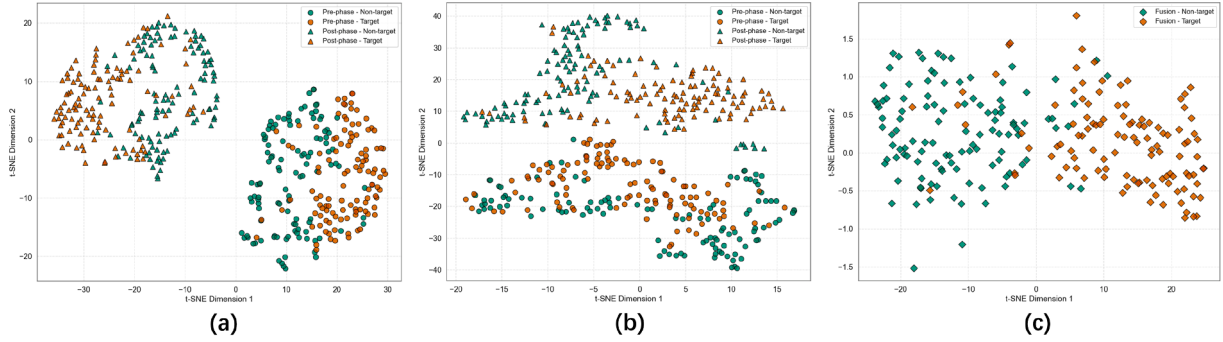 Pre-phase - Non-target
Pre-phase - Target
Post-phase - Non-target
Post-phase - Target
20
10
0
−10
−20
t-SNE Dimension 2
−30
−20
−10
0
10
20
30
t-SNE Dimension 1
(a)
Pre-phase - Non-target
Pre-phase - Target
Post-phase - Non-target
Post-phase - Target
40
30
20
10
0
−10
−20
−30
−40
t-SNE Dimension 2
−20
−15
−10
−5
0
5
10
15
t-SNE Dimension 1
(b)
Fusion - Non-target
Fusion - Target
1.5
1.0
0.5
0.0
−0.5
−1.0
−1.5
t-SNE Dimension 2
−20
−10
0
10
20
t-SNE Dimension 1
(c)